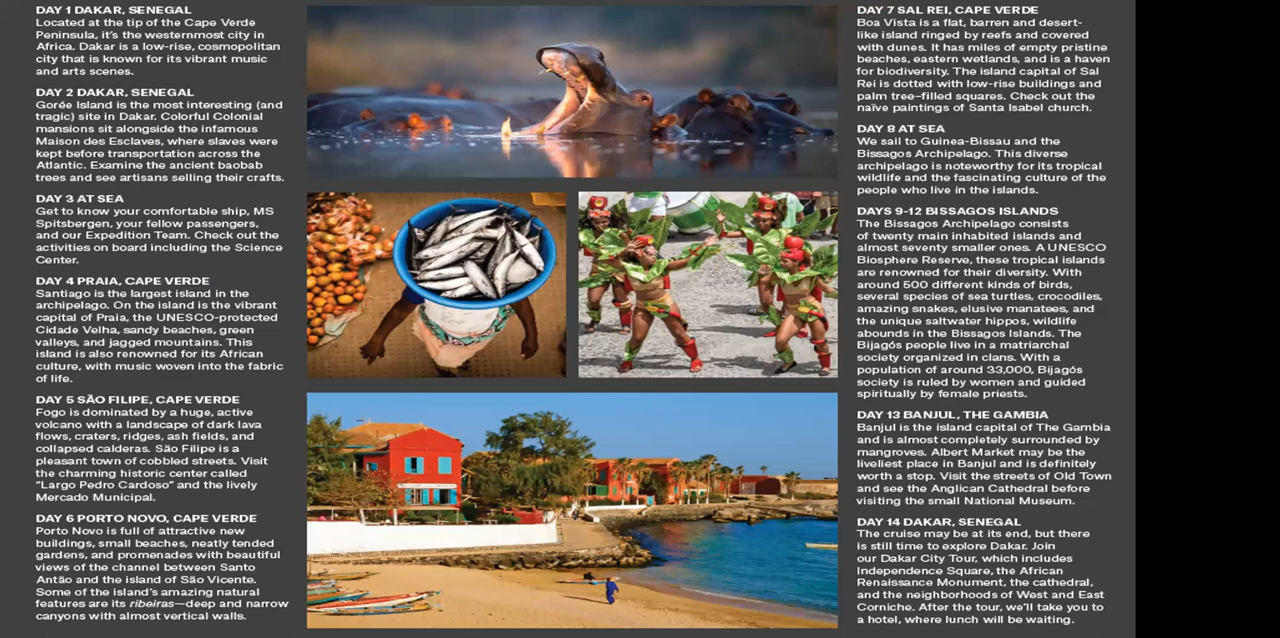 DAY 1 DAKAR, SENEGAL
Located at the tip of the Cape Verde
Peninsula, it's the westernmost city in
Africa. Dakar is a low-rise, cosmopolitan
city that is known for its vibrant music
and arts scenes.
DAY 2 DAKAR, SENEGAL
Gorée Island is the most interesting (and
tragic) site in Dakar. Colorful Colonial
mansions sit alongside the infamous
Maison des Esclaves, where slaves were
kept before transportation across the
Atlantic. Examine the ancient baobab
trees and see artisans selling their crafts.
DAY 3 AT SEA
Get to know your comfortable ship, MS
Spitsbergen, your fellow passengers,
and our Expedition Team. Check out the
activities on board including the Science
Center.
DAY 4 PRAIA, CAPE VERDE
Santiago is the largest island in the
archipelago. On the island is the vibrant
capital of Praia, the UNESCO-protected
Cidade Velha, sandy beaches, green
valleys, and jagged mountains. This
island is also renowned for its African
culture, with music woven into the fabric
of life.
DAY 5 SÃO FILIPE, CAPE VERDE
Fogo is dominated by a huge, active
volcano with a landscape of dark lava
flows, craters, ridges, ash fields, and
collapsed calderas. São Filipe is a
pleasant town of cobbled streets. Visit
the charming historic center called
“Largo Pedro Cardoso” and the lively
Mercado Municipal.
DAY 6 PORTO NOVO, CAPE VERDE
Porto Novo is full of attractive new
buildings, small beaches, neatly tended
gardens, and promenades with beautiful
views of the channel between Santo
Antão and the island of São Vicente.
Some of the island's amazing natural
features are its ribeiras—deep and narrow
canyons with almost vertical walls.
DAY 7 SAL REI, CAPE VERDE
Boa Vista is a flat, barren and desert-
like island ringed by reefs and covered
with dunes. It has miles of empty pristine
beaches, eastern wetlands, and is a haven
for biodiversity. The island capital of Sal
Rei is dotted with low-rise buildings and
palm tree–filled squares. Check out the
naïve paintings of Santa Isabel church.
DAY 8 AT SEA
We sail to Guinea-Bissau and the
Bissagos Archipelago. This diverse
archipelago is noteworthy for its tropical
wildlife and the fascinating culture of the
people who live in the islands.
DAYS 9-12 BISSAGOS ISLANDS
The Bissagos Archipelago consists
of twenty main inhabited islands and
almost seventy smaller ones. A UNESCO
Biosphere Reserve, these tropical islands
are renowned for their diversity. With
around 500 different kinds of birds,
several species of sea turtles, crocodiles,
amazing snakes, elusive manatees, and
the unique saltwater hippos, wildlife
abounds in the Bissagos Islands. The
Bijagós people live in a matriarchal
society organized in clans. With a
population of around 33,000, Bijagós
society is ruled by women and guided
spiritually by female priests.
DAY 13 BANJUL, THE GAMBIA
Banjul is the island capital of The Gambia
and is almost completely surrounded by
mangroves. Albert Market may be the
liveliest place in Banjul and is definitely
worth a stop. Visit the streets of Old Town
and see the Anglican Cathedral before
visiting the small National Museum.
DAY 14 DAKAR, SENEGAL
The cruise may be at its end, but there
is still time to explore Dakar. Join
our Dakar City Tour, which includes
Independence Square, the African
Renaissance Monument, the cathedral,
and the neighborhoods of West and East
Corniche. After the tour, we'll take you to
a hotel, where lunch will be waiting.